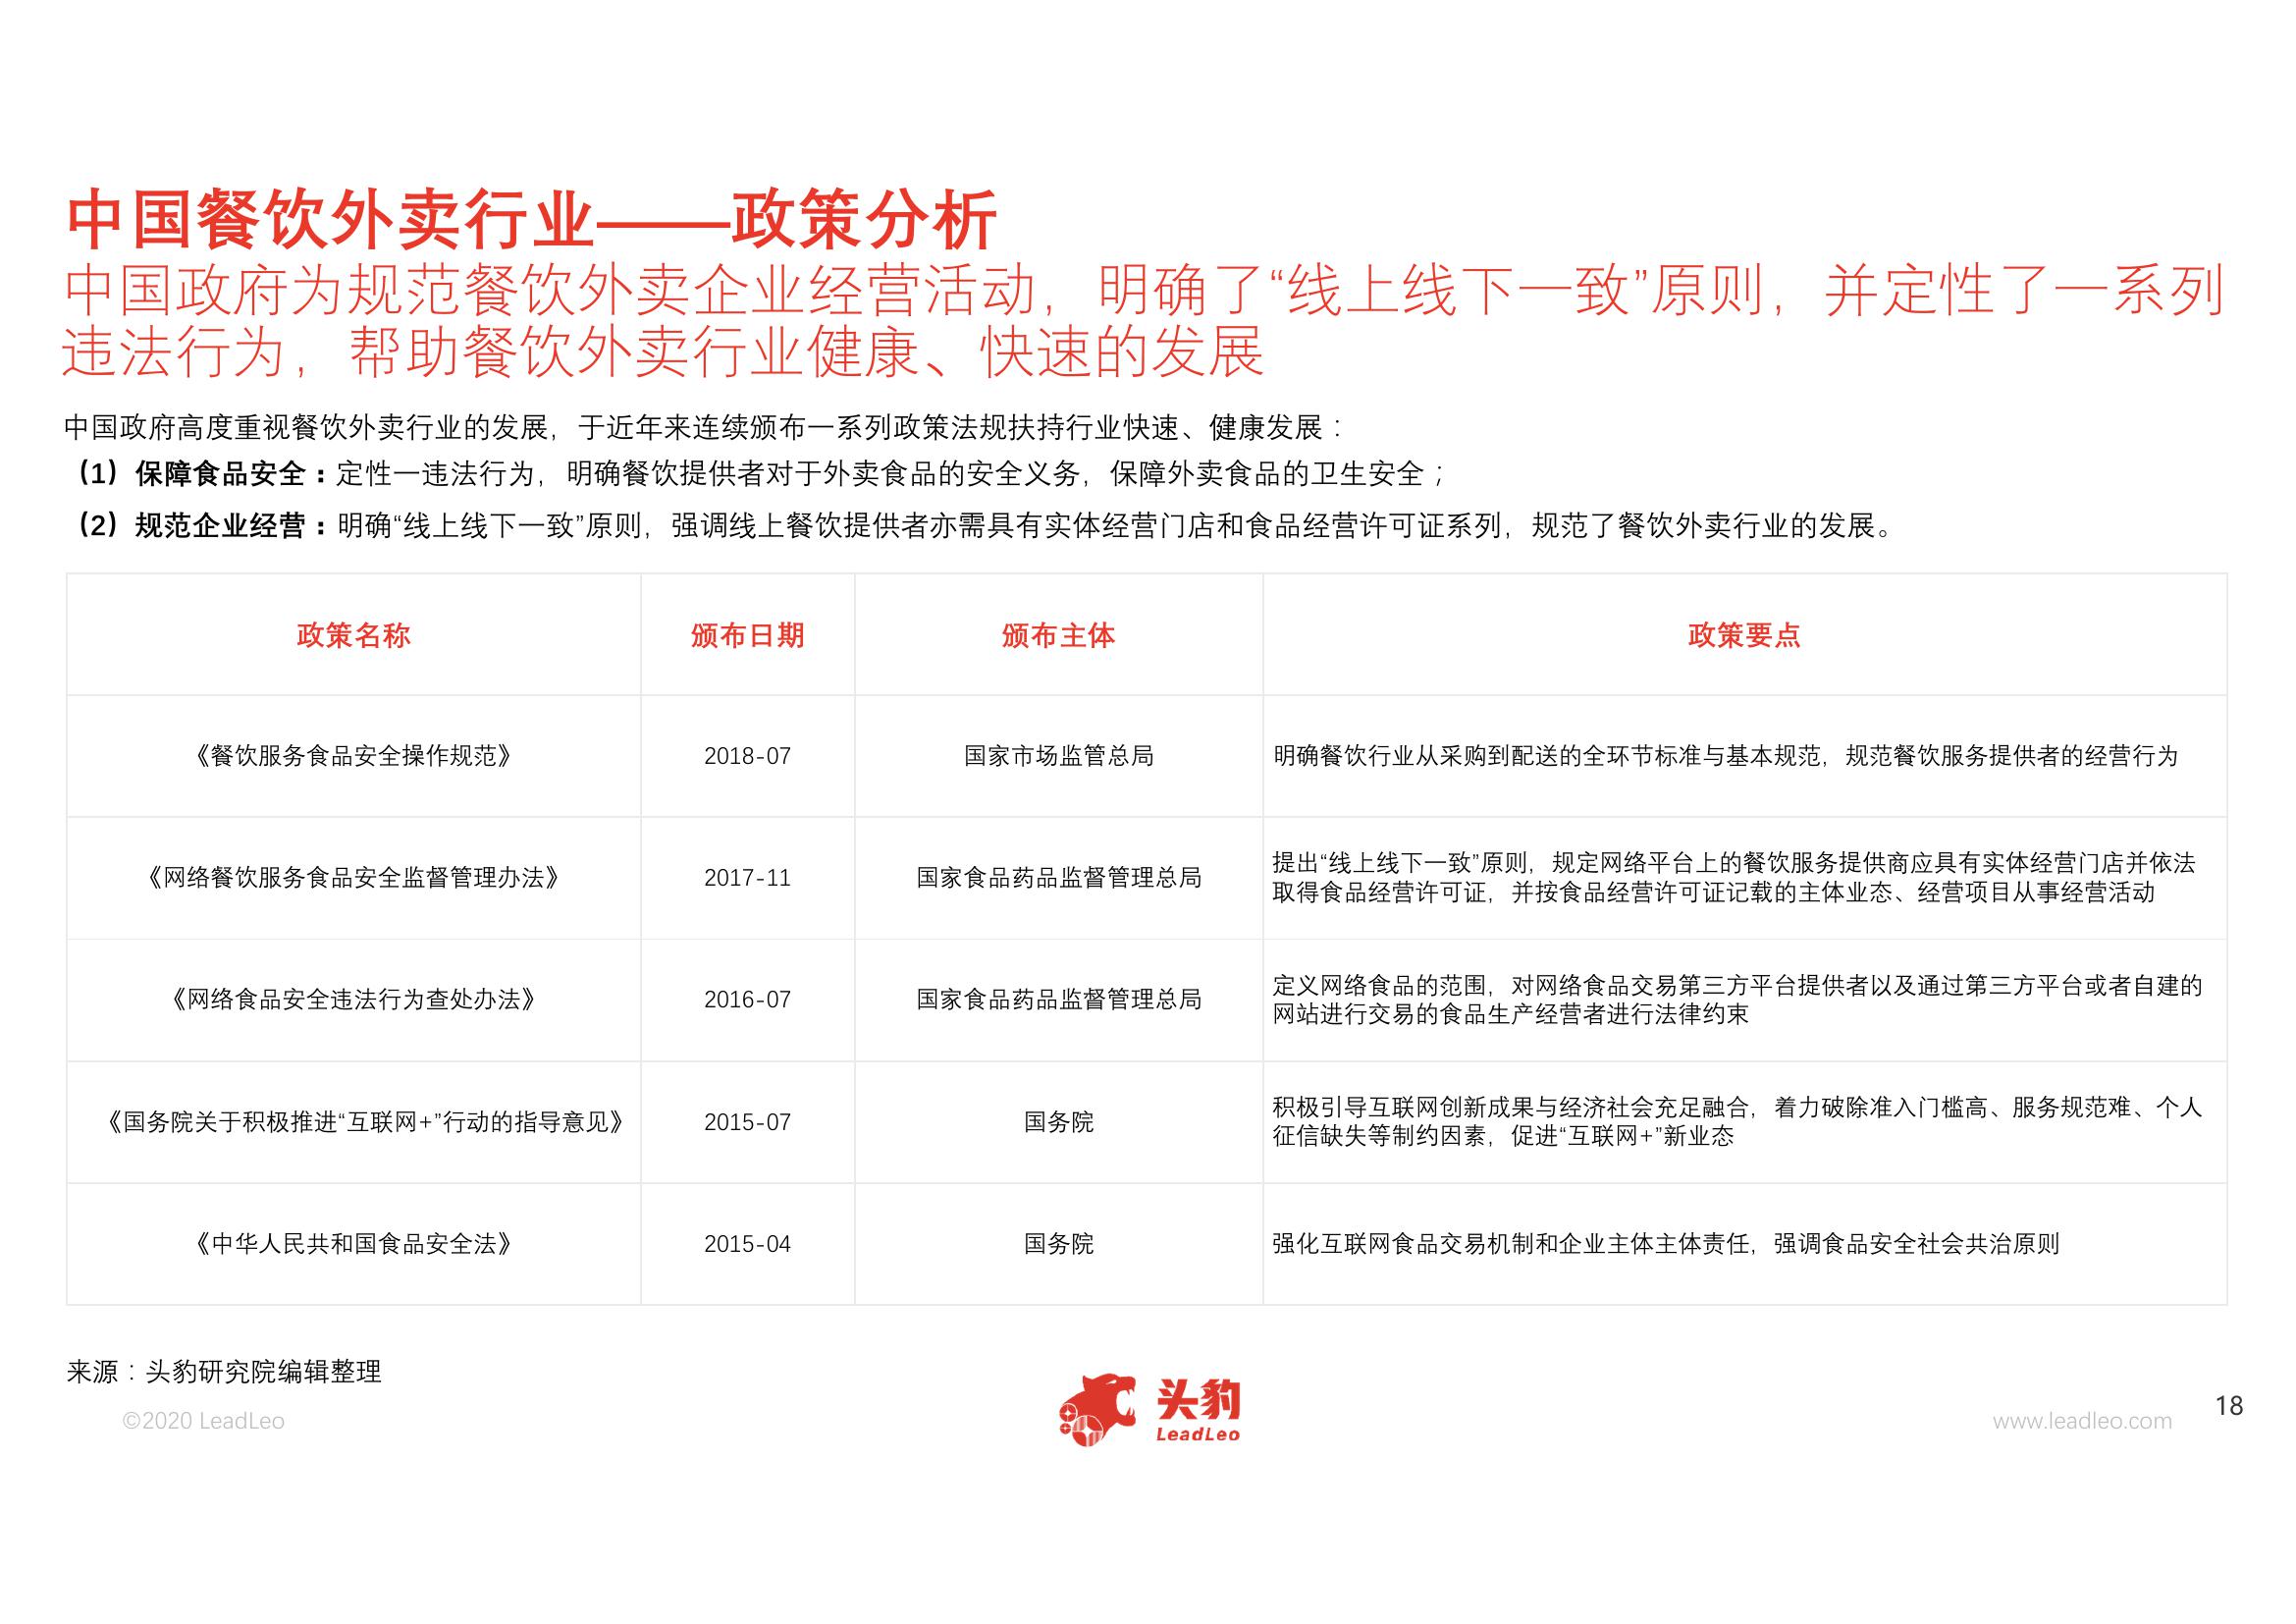 中国餐饮外卖行业——政策分析
中国政府为规范餐饮外卖企业经营活动，明确了“线上线下一致”原则，并定性了一系列
违法行为，帮助餐饮外卖行业健康、快速的发展
中国政府高度重视餐饮外卖行业的发展，于近年来连续颁布一系列政策法规扶持行业快速、健康发展：
（1）保障食品安全：定性一违法行为，明确餐饮提供者对于外卖食品的安全义务，保障外卖食品的卫生安全；
（2）规范企业经营：明确“线上线下一致”原则，强调线上餐饮提供者亦需具有实体经营门店和食品经营许可证系列，规范了餐饮外卖行业的发展。
政策名称 颁布日期 颁布主体 政策要点
《餐饮服务食品安全操作规范》 2018-07 国家市场监管总局 明确餐饮行业从采购到配送的全环节标准与基本规范，规范餐饮服务提供者的经营行为
《网络餐饮服务食品安全监督管理办法》 2017-11 国家食品药品监督管理总局 提出“线上线下一致”原则，规定网络平台上的餐饮服务提供商应具有实体经营门店并依法
取得食品经营许可证，并按食品经营许可证记载的主体业态、经营项目从事经营活动
《网络食品安全违法行为查处办法》 2016-07 国家食品药品监督管理总局 定义网络食品的范围，对网络食品交易第三方平台提供者以及通过第三方平台或者自建的
网站进行交易的食品生产经营者进行法律约束
《国务院关于积极推进“互联网+”行动的指导意见》 2015-07 国务院 积极引导互联网创新成果与经济社会充足融合，着力破除准入门槛高、服务规范难、个人
征信缺失等制约因素，促进“互联网+”新业态
《中华人民共和国食品安全法》 2015-04 国务院 强化互联网食品交易机制和企业主体主体责任，强调食品安全社会共治原则
来源：头豹研究院编辑整理
©2020 LeadLeo
头豹
LeadLeo
www.leadleo.com
18